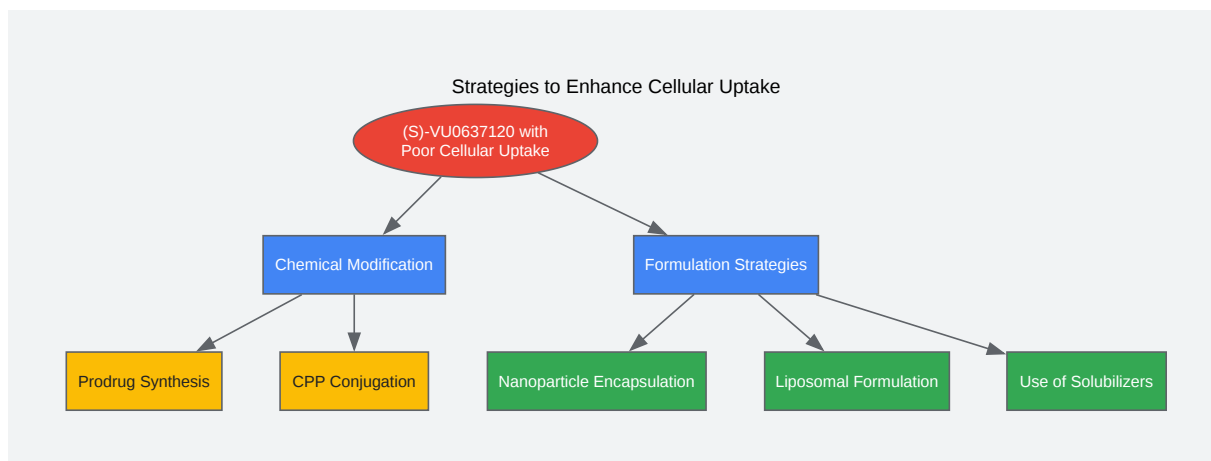 Strategies to Enhance Cellular Uptake
(S)-VU0637120 with
Poor Cellular Uptake
Chemical Modification
Formulation Strategies
Prodrug Synthesis
CPP Conjugation
Nanoparticle Encapsulation
Liposomal Formulation
Use of Solubilizers